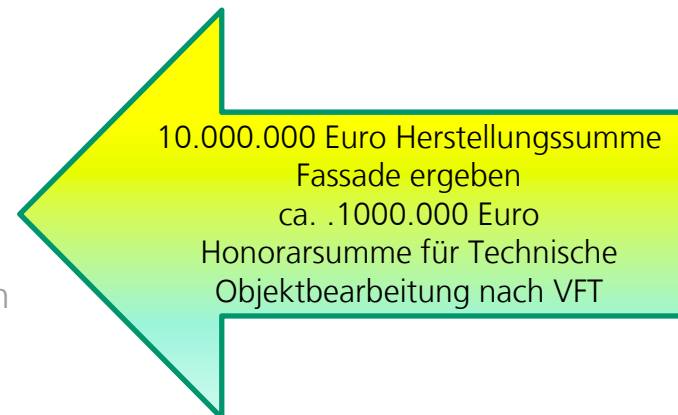 10.000.000 Euro Herstellungssumme
Fassade ergeben
ca. .1000.000 Euro
Honorarsumme für Technische
Objektbearbeitung nach VFT
n